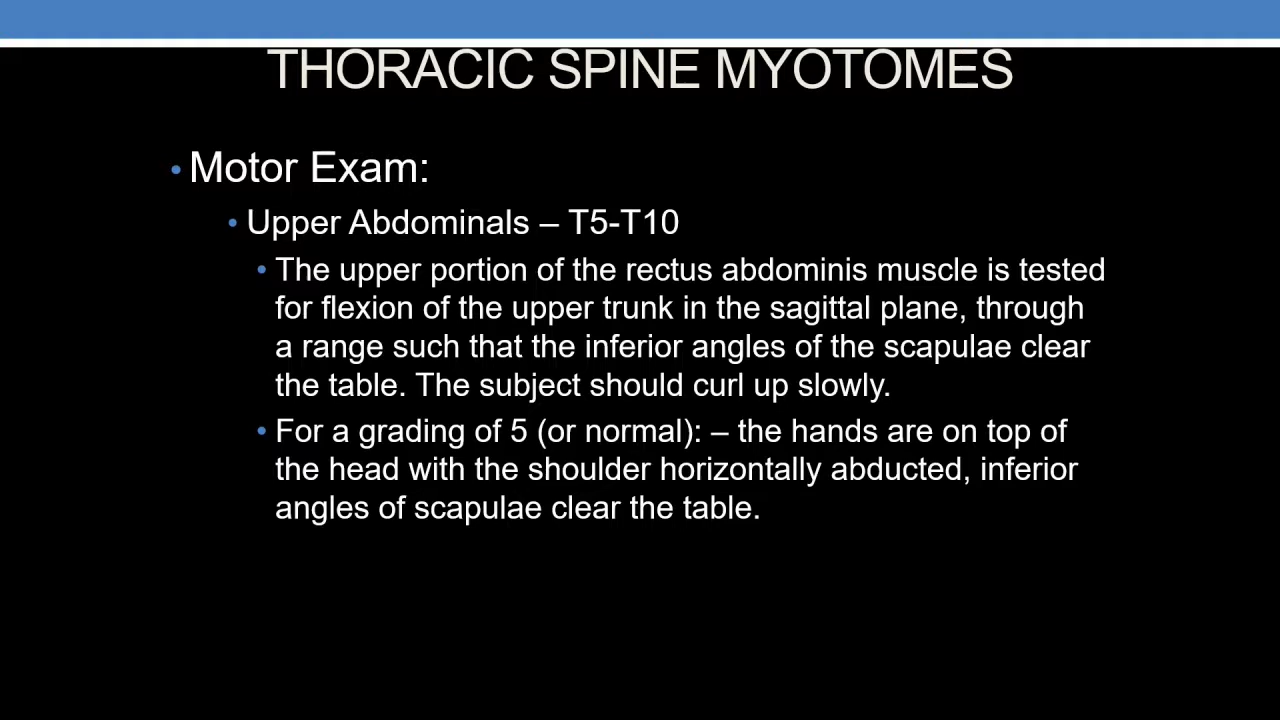 THORACIC SPINE MYOTOMES
• Motor Exam:
• Upper Abdominals – T5-T10
• The upper portion of the rectus abdominis muscle is tested
for flexion of the upper trunk in the sagittal plane, through
a range such that the inferior angles of the scapulae clear
the table. The subject should curl up slowly.
• For a grading of 5 (or normal): – the hands are on top of
the head with the shoulder horizontally abducted, inferior
angles of scapulae clear the table.